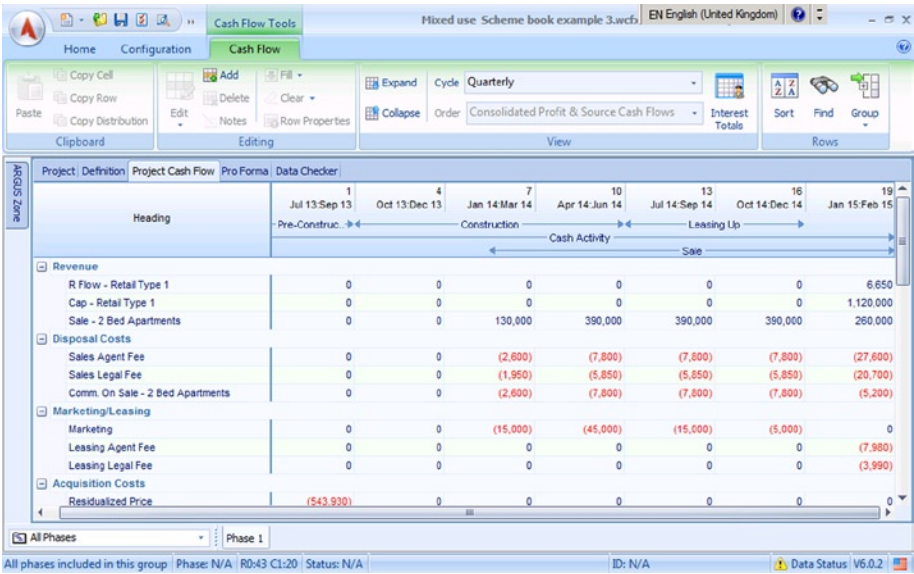 Cash Flow Tools
Mixed use Scheme book example 3.wcfx
EN English (United Kingdom)
Home Configuration Cash Flow
Paste
Copy Cell
Copy Row
Copy Distribution
Clipboard
Edit
Add
Delete
Notes
Fill
Clear
Row Properties
Editing
Expand
Collapse
Cycle Quarterly
Order Consolidated Profit & Source Cash Flows
Interest
Totals
View
Sort Find Group
Rows
ARGUS Zone
Project Definition Project Cash Flow Pro Forma Data Checker
1 4 7 10 13 16 19
Heading Jul 13:Sep 13 Oct 13:Dec 13 Jan 14:Mar 14 Apr 14:Jun 14 Jul 14:Sep 14 Oct 14:Dec 14 Jan 15:Feb 15
Pre-Construc... Construction Leasing Up
Cash Activity
Sale
Revenue
R Flow - Retail Type 1 0 0 0 0 0 0 6.650
Cap - Retail Type 1 0 0 0 0 0 0 1,120,000
Sale - 2 Bed Apartments 0 0 130,000 390,000 390,000 390,000 260,000
Disposal Costs
Sales Agent Fee 0 0 (2,600) (7,800) (7,800) (7,800) (27,600)
Sales Legal Fee 0 0 (1,950) (5,850) (5,850) (5,850) (20,700)
Comm. On Sale - 2 Bed Apartments 0 0 (2,600) (7,800) (7,800) (7,800) (5,200)
Marketing/Leasing
Marketing 0 0 (15,000) (45,000) (15,000) (5,000) 0
Leasing Agent Fee 0 0 0 0 0 0 (7,980)
Leasing Legal Fee 0 0 0 0 0 0 (3,990)
Acquisition Costs
Residualized Price (543,930) 0 0 0 0 0 0
All Phases Phase 1
All phases included in this group Phase: N/A R0:43 C1:20 Status: N/A ID: N/A Data Status V6.0.2